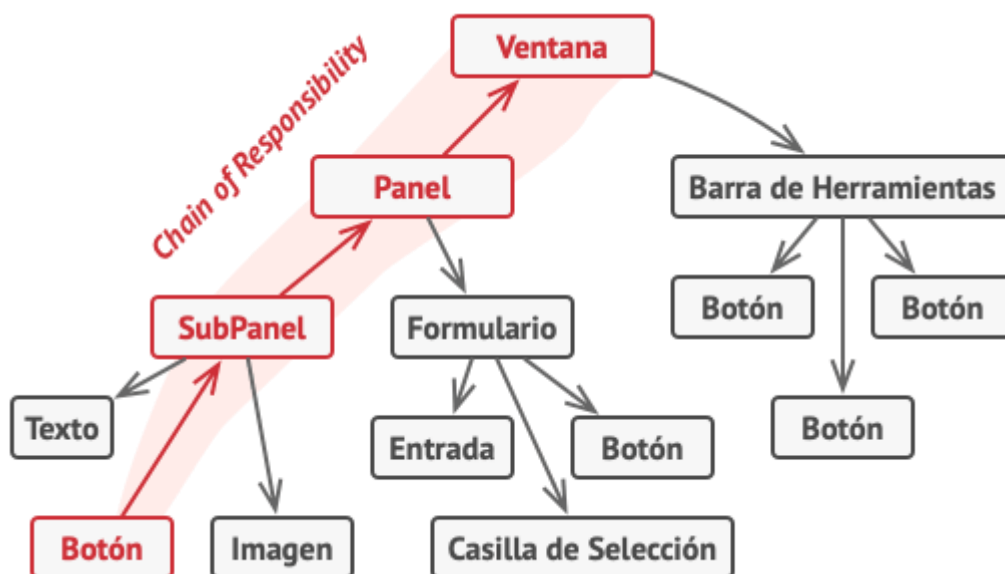 Ventana
Chain of Responsibility
Panel
Barra de Herramientas
SubPanel
Formulario
Botón
Botón
Texto
Entrada
Botón
Botón
Botón
Imagen
Casilla de Selección